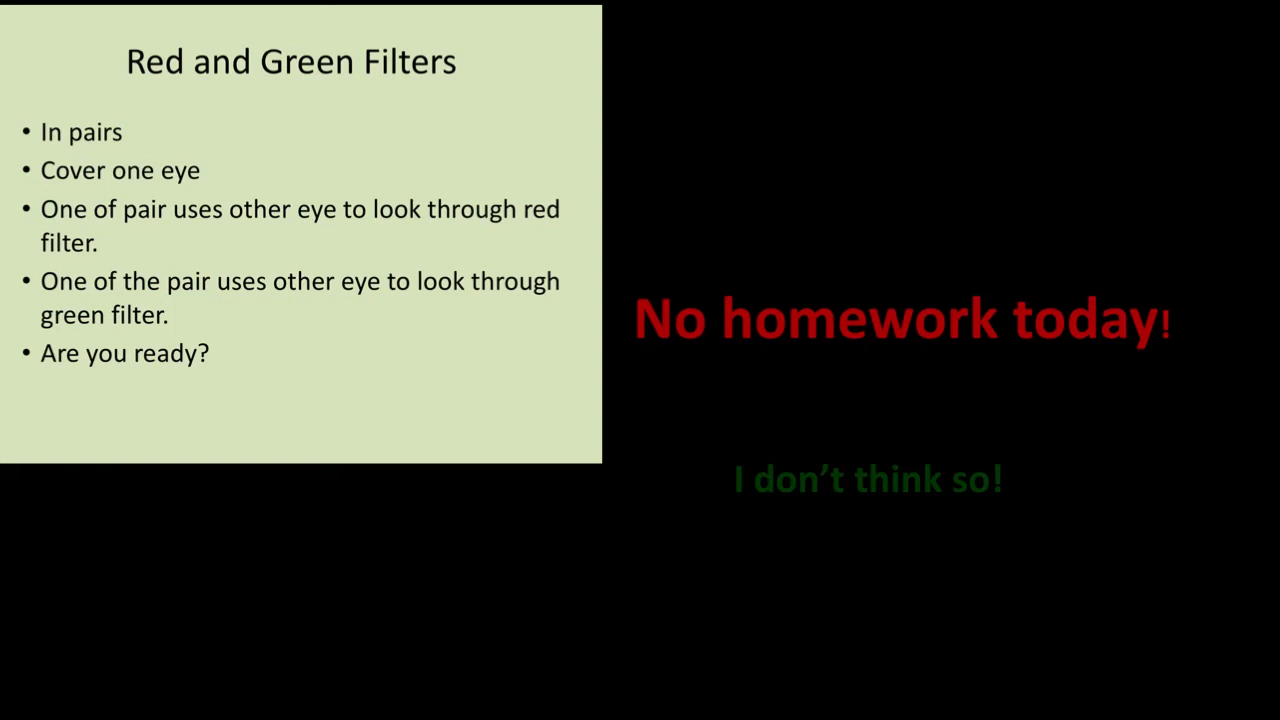 Red and Green Filters
• In pairs
• Cover one eye
• One of pair uses other eye to look through red
filter.
• One of the pair uses other eye to look through
green filter.
• Are you ready?
No homework today!
I don’t think so!